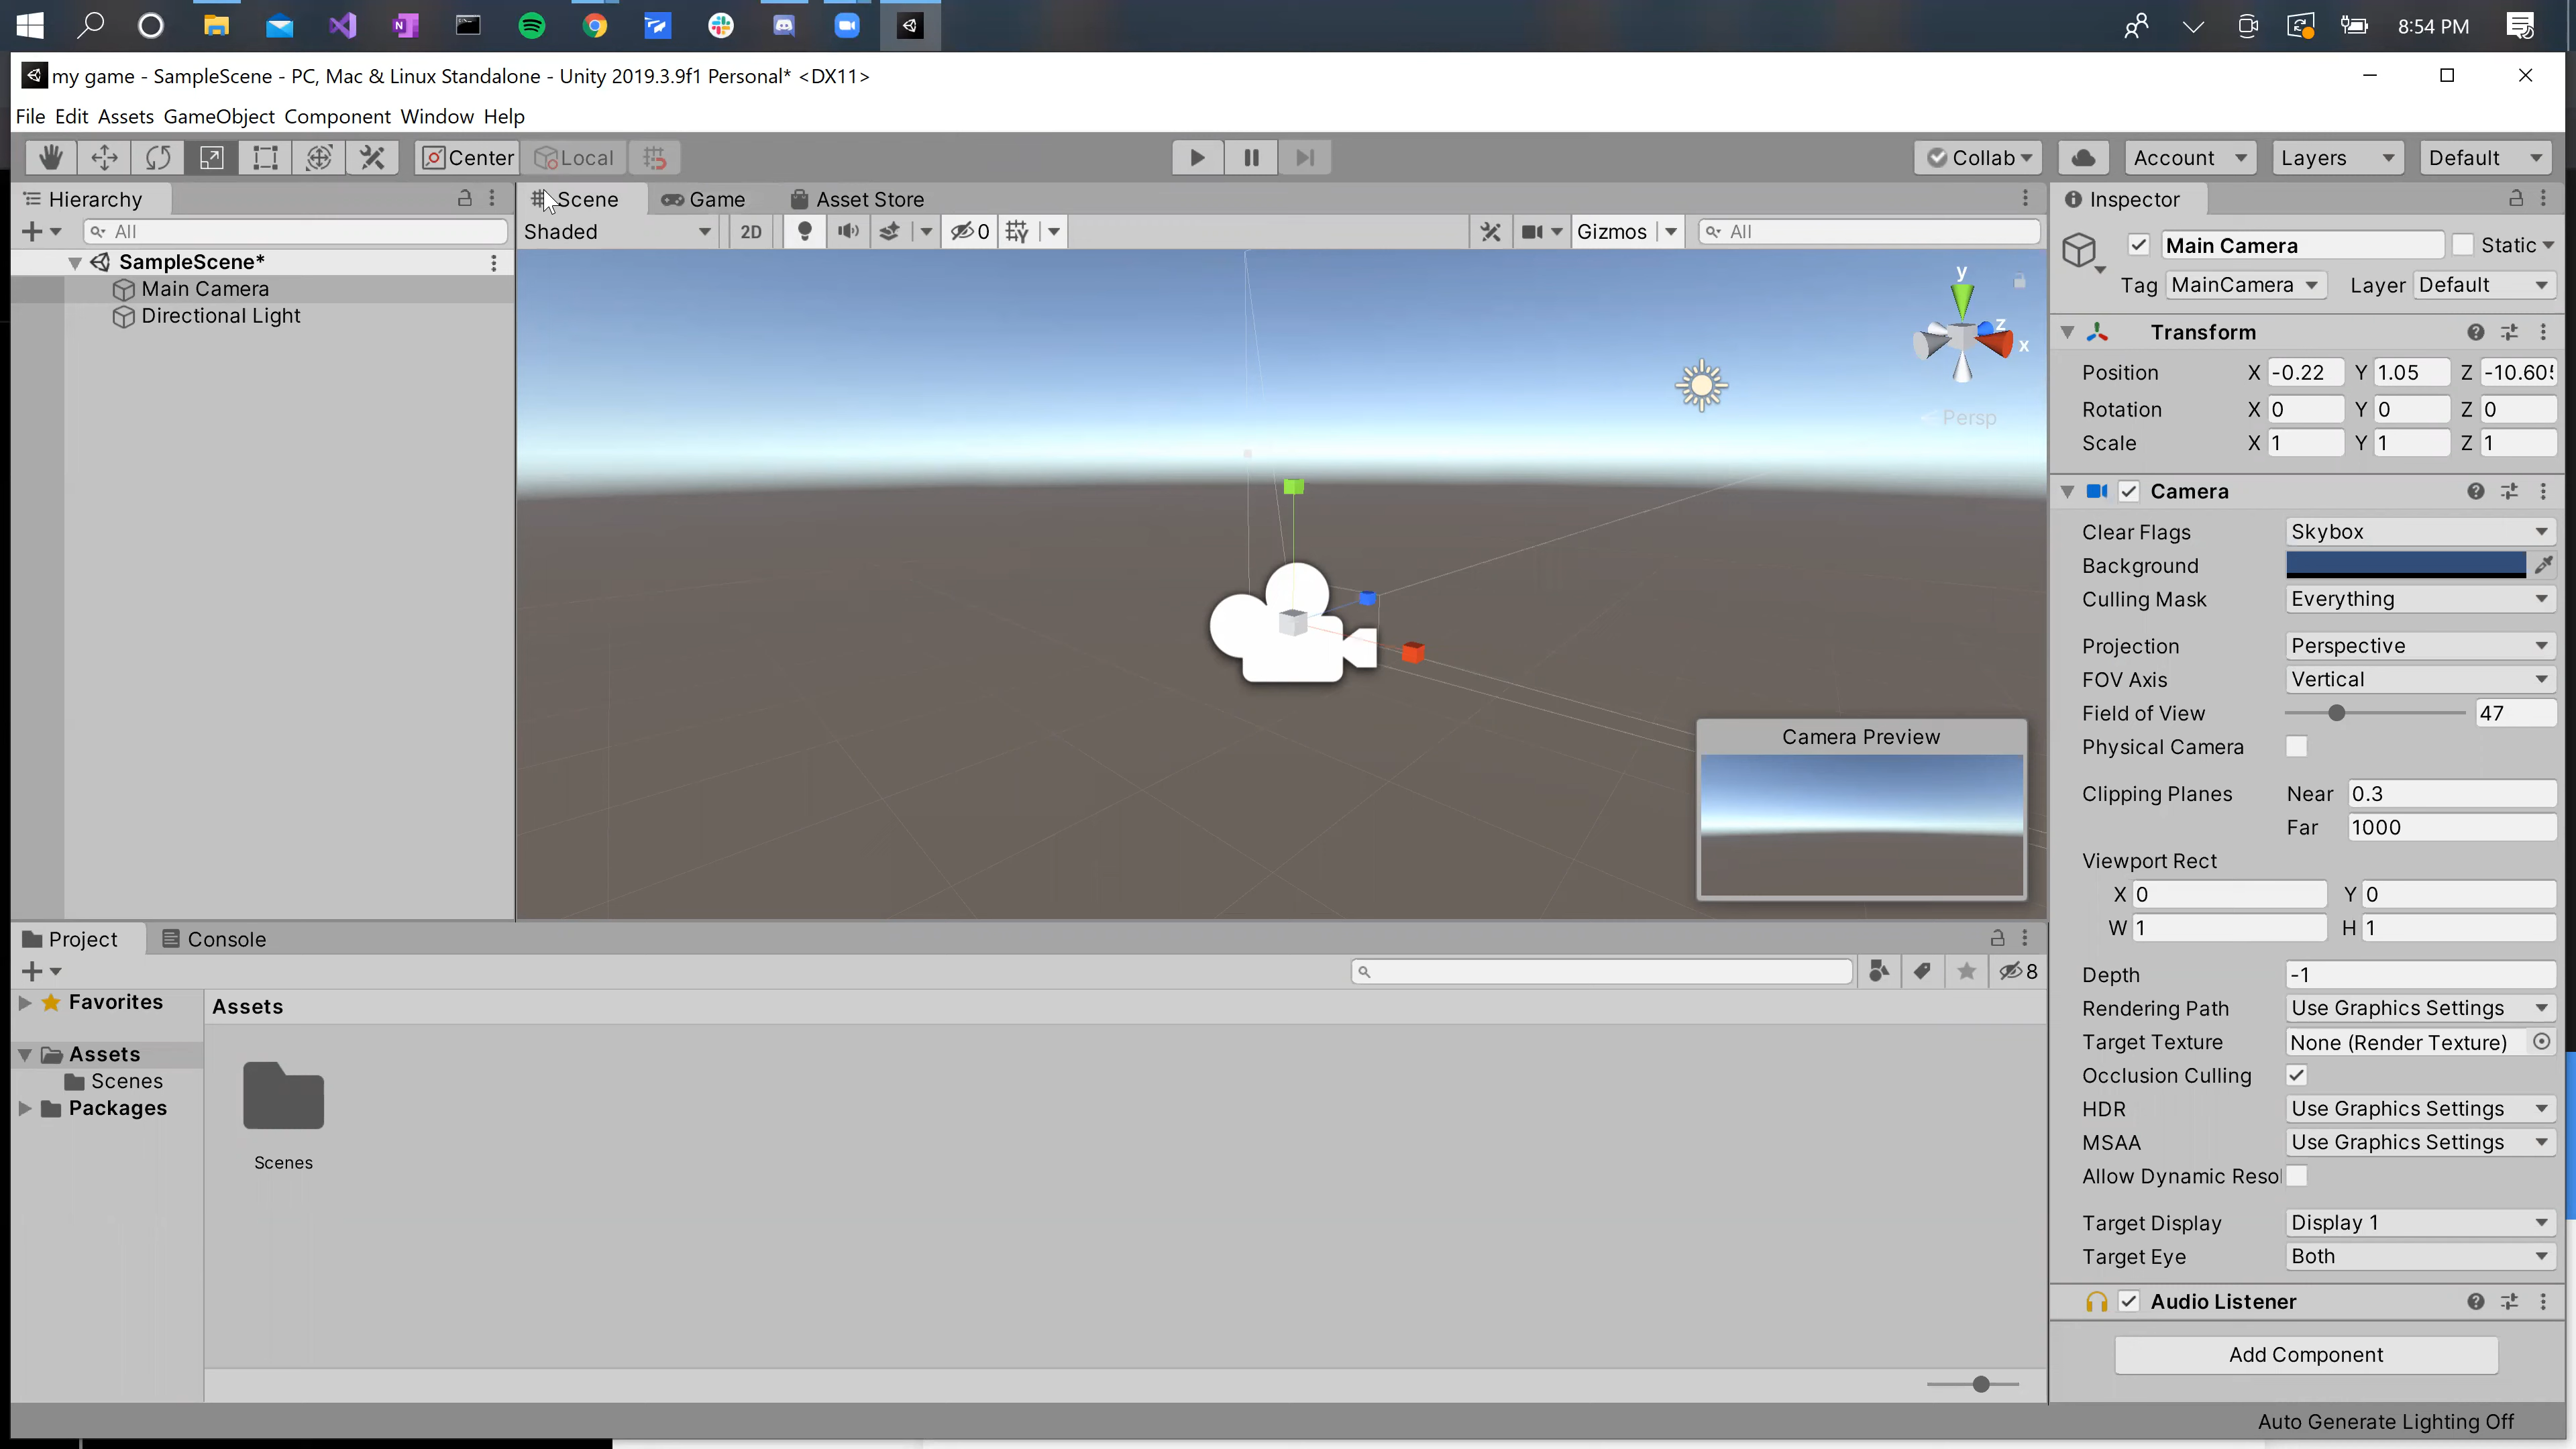 8:54 PM
my game - SampleScene - PC, Mac & Linux Standalone - Unity 2019.3.9f1 Personal* <DX11>
File Edit Assets GameObject Component Window Help
Center Local Collab Account Layers Default
Hierarchy
All
SampleScene*
Main Camera
Directional Light
Scene Game Asset Store
Shaded 2D 0 Gizmos All
y
z
x
Persp
Camera Preview
Inspector
Main Camera Static
Tag MainCamera Layer Default
Transform
Position X -0.22 Y 1.05 Z -10.605
Rotation X 0 Y 0 Z 0
Scale X 1 Y 1 Z 1
Camera
Clear Flags Skybox
Background
Culling Mask Everything
Projection Perspective
FOV Axis Vertical
Field of View 47
Physical Camera
Clipping Planes Near 0.3
Far 1000
Viewport Rect
X 0 Y 0
W 1 H 1
Depth -1
Rendering Path Use Graphics Settings
Target Texture None (Render Texture)
Occlusion Culling
HDR Use Graphics Settings
MSAA Use Graphics Settings
Allow Dynamic Resol
Target Display Display 1
Target Eye Both
Audio Listener
Add Component
Project Console
8
Favorites
Assets
Scenes
Packages
Assets
Scenes
Auto Generate Lighting Off